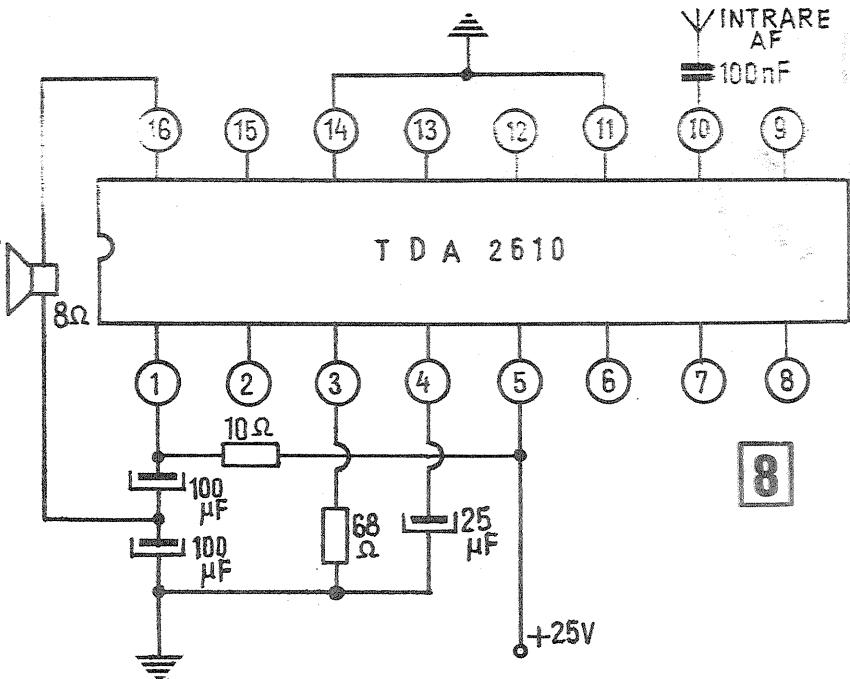 INTRARE
AF
100nF
16 15 14 13 12 11 10 9
TDA 2610
8Ω
1 2 3 4 5 6 7 8
10Ω
100
µF
100
µF
68
Ω
25
µF
8
+25V